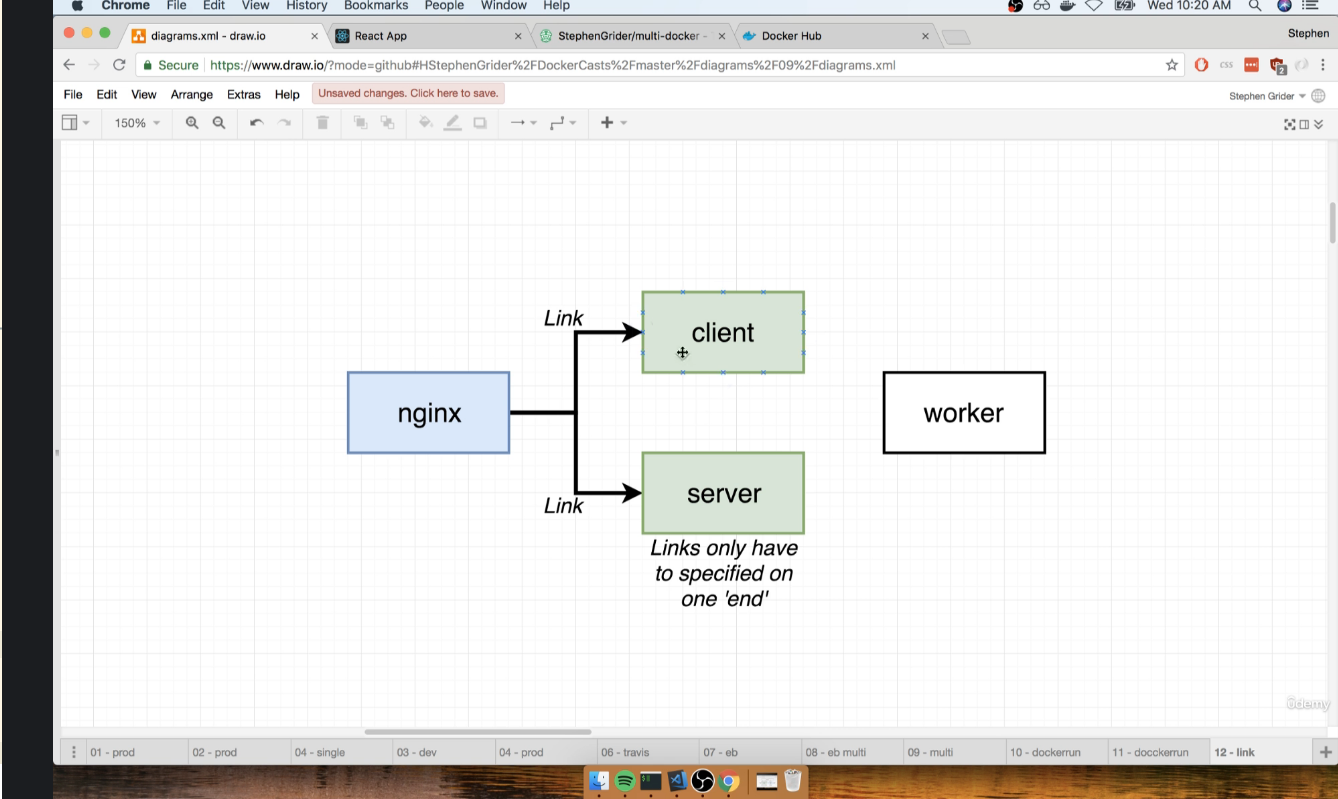 Chrome File Edit View History Bookmarks People Window Help Wed 10:20 AM
diagrams.xml - draw.io React App StephenGrider/multi-docker - Docker Hub Stephen
Secure https://www.draw.io/?mode=github#HStephenGrider%2FDockerCasts%2Fmaster%2Fdiagrams%2F09%2Fdiagrams.xml css 2
File Edit View Arrange Extras Help Unsaved changes. Click here to save. Stephen Grider
150%
Link
client
nginx
worker
server
Link
Links only have
to specified on
one 'end'
ûdemy
01 - prod 02 - prod 04 - single 03 - dev 04 - prod 06 - travis 07 - eb 08 - eb multi 09 - multi 10 - dockerrun 11 - docckerrun 12 - link